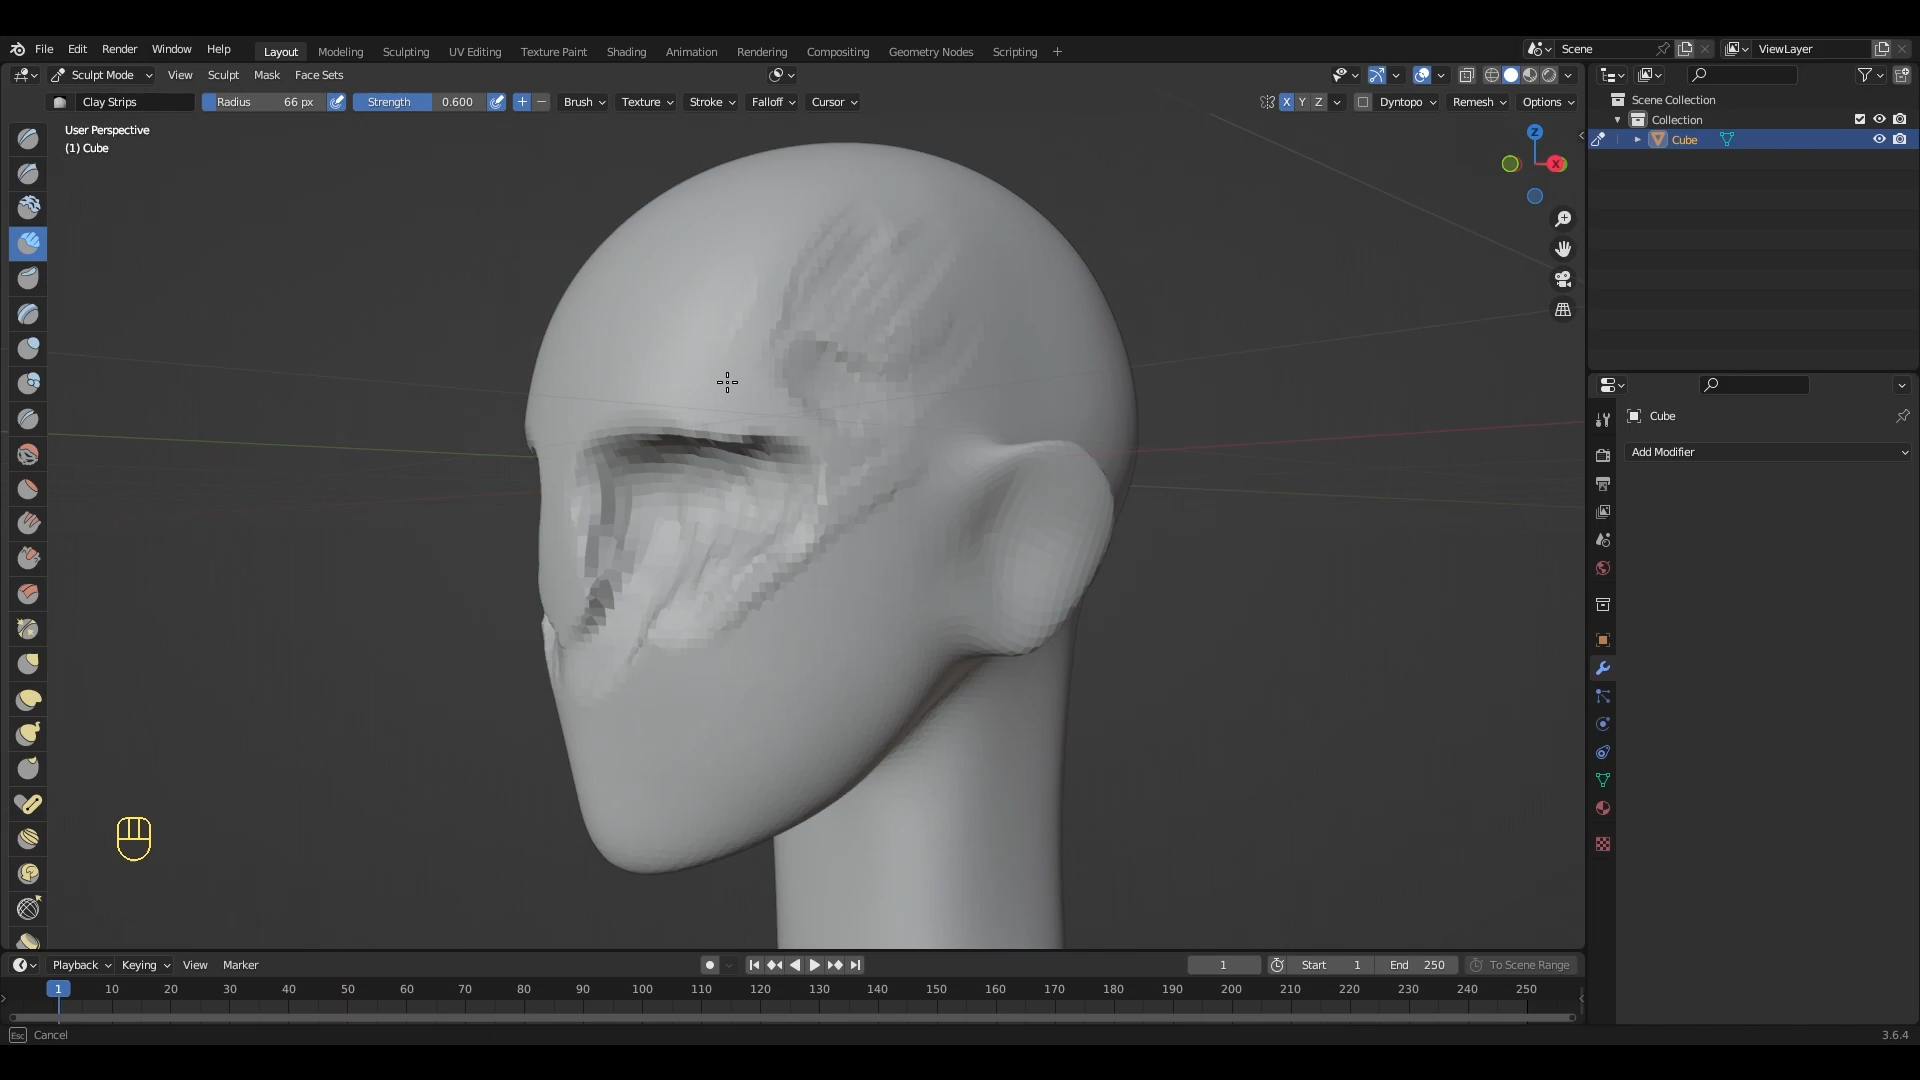 File Edit Render Window Help Layout Modeling Sculpting UV Editing Texture Paint Shading Animation Rendering Compositing Geometry Nodes Scripting + Scene ViewLayer
Sculpt Mode View Sculpt Mask Face Sets
Clay Strips Radius 66 px Strength 0.600 + − Brush Texture Stroke Falloff Cursor X Y Z Dyntopo Remesh Options
User Perspective
(1) Cube
Z
X
Scene Collection
Collection
Cube
Cube
Add Modifier
Playback Keying View Marker 1 Start 1 End 250 To Scene Range
1 10 20 30 40 50 60 70 80 90 100 110 120 130 140 150 160 170 180 190 200 210 220 230 240 250
Esc Cancel 3.6.4